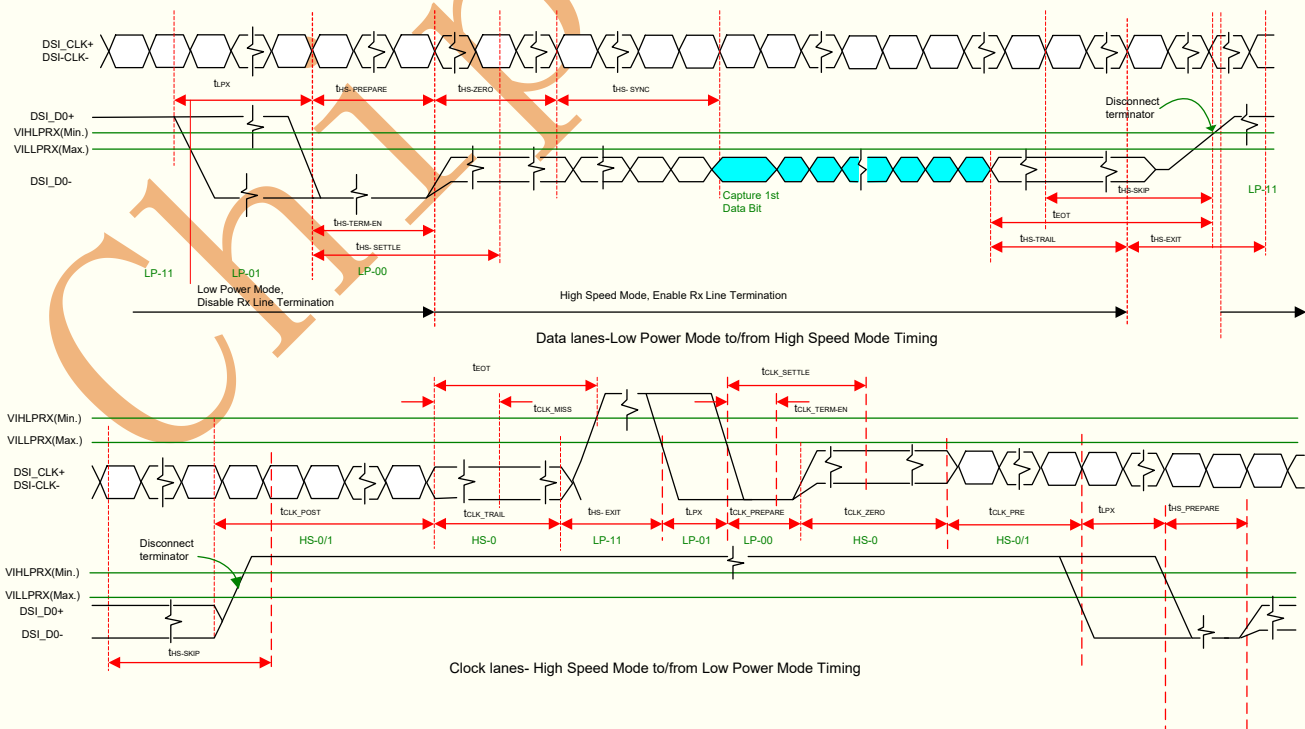 DSI_CLK+
DSI-CLK-
tLPX
tHS- PREPARE
tHS-ZERO
tHS- SYNC
Disconnect
terminator
DSI_D0+
VIHLPRX(Min.)
VILLPRX(Max.)
DSI_D0-
Capture 1st
Data Bit
tHS-SKIP
LP-11
tHS-TERM-EN
tEOT
tHS- SETTLE
tHS-TRAIL
tHS-EXIT
LP-11
LP-01
LP-00
Low Power Mode,
Disable Rx Line Termination
High Speed Mode, Enable Rx Line Termination
Data lanes-Low Power Mode to/from High Speed Mode Timing
tEOT
tCLK_SETTLE
tCLK_MISS
tCLK_TERM-EN
VIHLPRX(Min.)
VILLPRX(Max.)
DSI_CLK+
DSI-CLK-
tCLK_POST
tCLK_TRAIL
tHS- EXIT
tLPX
tCLK_PREPARE
tCLK_ZERO
tCLK_PRE
tLPX
tHS_PREPARE
HS-0/1
HS-0
LP-11
LP-01
LP-00
HS-0
HS-0/1
Disconnect
terminator
VIHLPRX(Min.)
VILLPRX(Max.)
DSI_D0+
DSI_D0-
tHS-SKIP
Clock lanes- High Speed Mode to/from Low Power Mode Timing
Chip